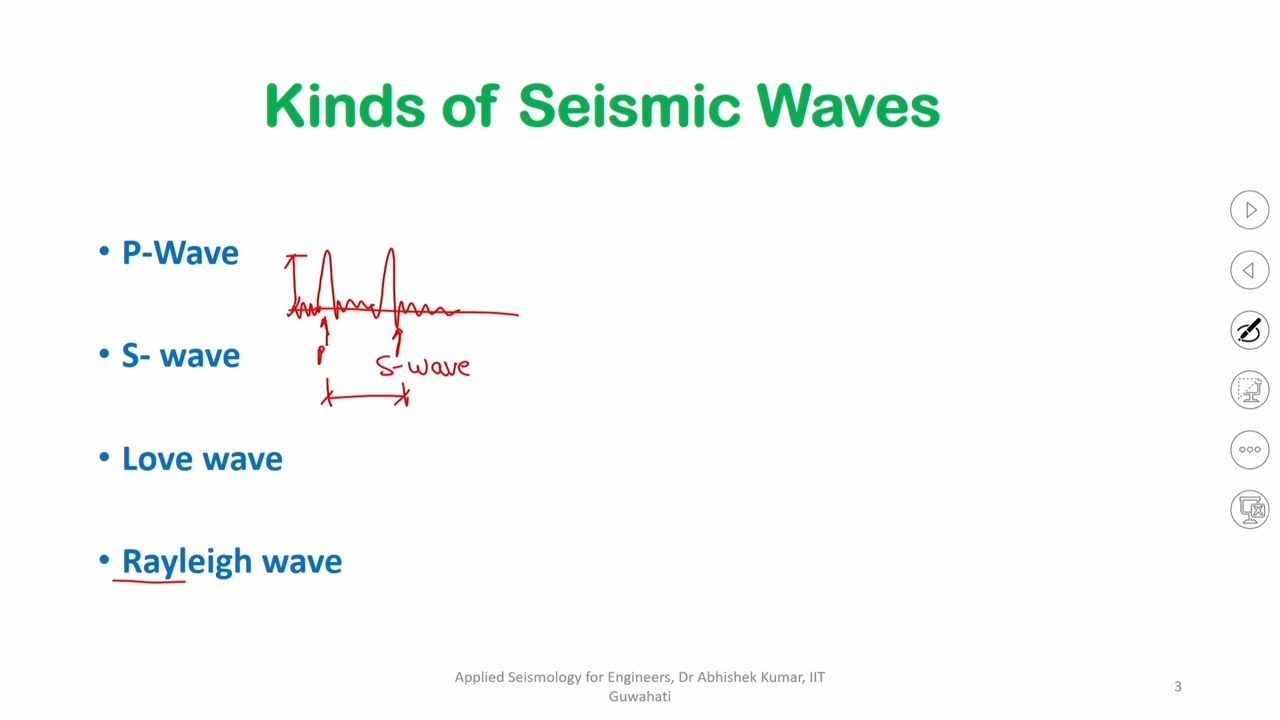 Kinds of Seismic Waves
• P-Wave
• S- wave
P
S-wave
• Love wave
• Rayleigh wave
Applied Seismology for Engineers, Dr Abhishek Kumar, IIT
Guwahati
3